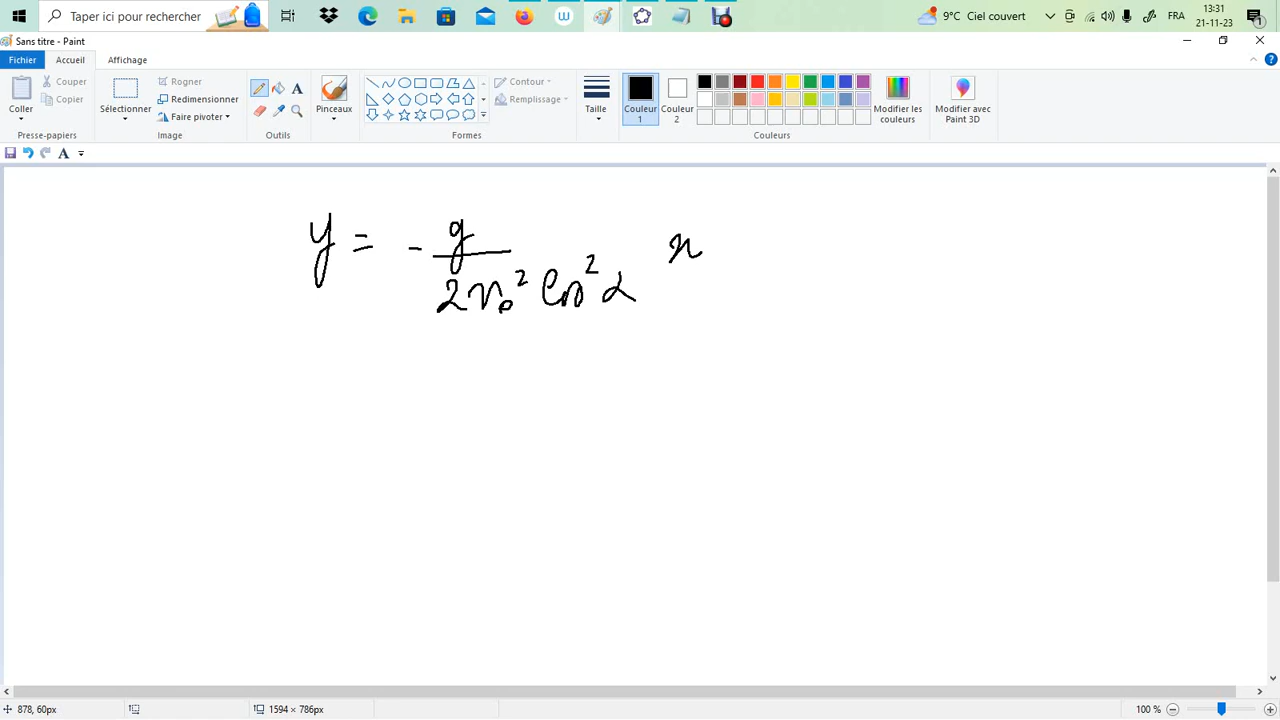 Taper ici pour rechercher
9°C Ciel couvert
FRA
13:31
21-11-23
1
Sans titre - Paint
Fichier Accueil Affichage
Coller
Couper
Copier
Presse-papiers
Sélectionner
Rogner
Redimensionner
Faire pivoter
Image
A
Outils
Pinceaux
Contour
Remplissage
Formes
Taille
Couleur 1
Couleur 2
Modifier les couleurs
Couleurs
Modifier avec Paint 3D
A
y = - g x
2v₀² cos² α
878, 60px
1594 × 786px
100 %